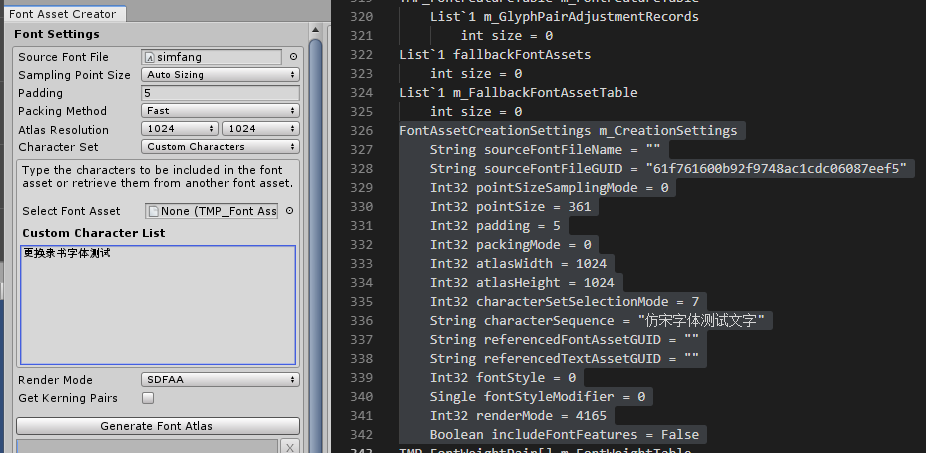 Font Asset Creator
Font Settings
Source Font File simfang
Sampling Point Size Auto Sizing
Padding 5
Packing Method Fast
Atlas Resolution 1024 1024
Character Set Custom Characters
Type the characters to be included in the font
asset or retrieve them from another font asset.
Select Font Asset None (TMP_Font Ass
Custom Character List
更换隶书字体测试
Render Mode SDFAA
Get Kerning Pairs
Generate Font Atlas
X
320 List`1 m_GlyphPairAdjustmentRecords
321 int size = 0
322 List`1 fallbackFontAssets
323 int size = 0
324 List`1 m_FallbackFontAssetTable
325 int size = 0
326 FontAssetCreationSettings m_CreationSettings
327 String sourceFontFileName = ""
328 String sourceFontFileGUID = "61f761600b92f9748ac1cdc06087eef5"
329 Int32 pointSizeSamplingMode = 0
330 Int32 pointSize = 361
331 Int32 padding = 5
332 Int32 packingMode = 0
333 Int32 atlasWidth = 1024
334 Int32 atlasHeight = 1024
335 Int32 characterSetSelectionMode = 7
336 String characterSequence = "仿宋字体测试文字"
337 String referencedFontAssetGUID = ""
338 String referencedTextAssetGUID = ""
339 Int32 fontStyle = 0
340 Single fontStyleModifier = 0
341 Int32 renderMode = 4165
342 Boolean includeFontFeatures = False